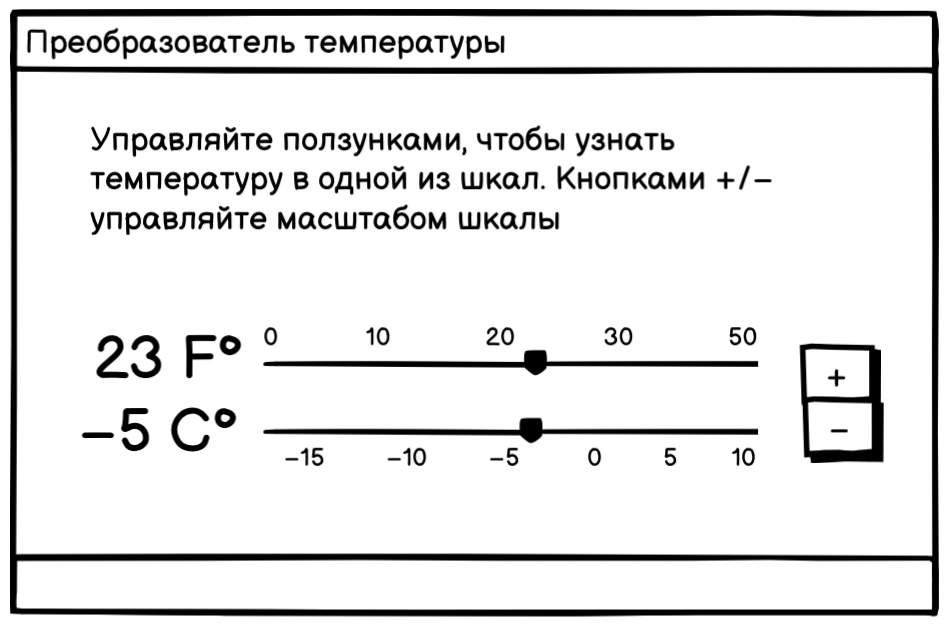 Преобразователь температуры
Управляйте ползунками, чтобы узнать
температуру в одной из шкал. Кнопками +/–
управляйте масштабом шкалы
0 10 20 30 50
23 F°
+
–5 C°
–
–15 –10 –5 0 5 10